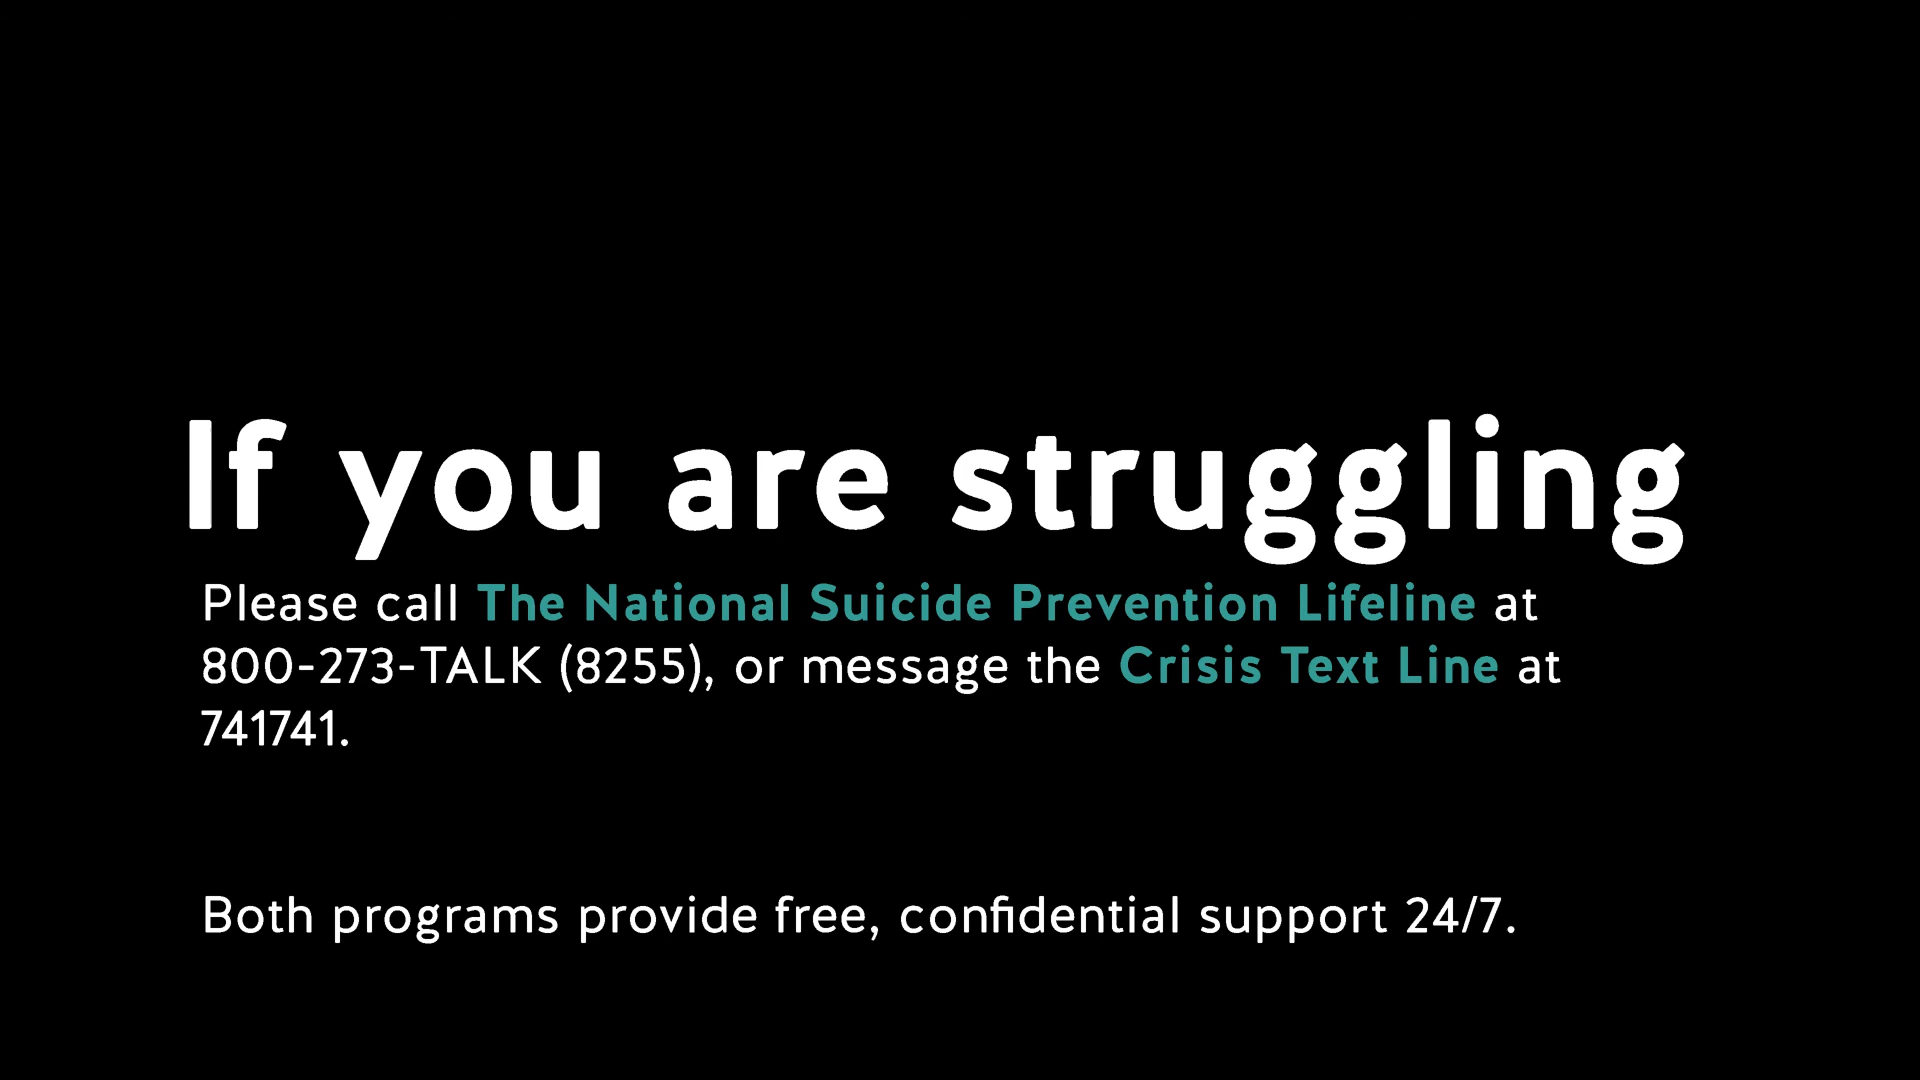 If you are struggling
Please call The National Suicide Prevention Lifeline at
800-273-TALK (8255), or message the Crisis Text Line at
741741.
Both programs provide free, confidential support 24/7.